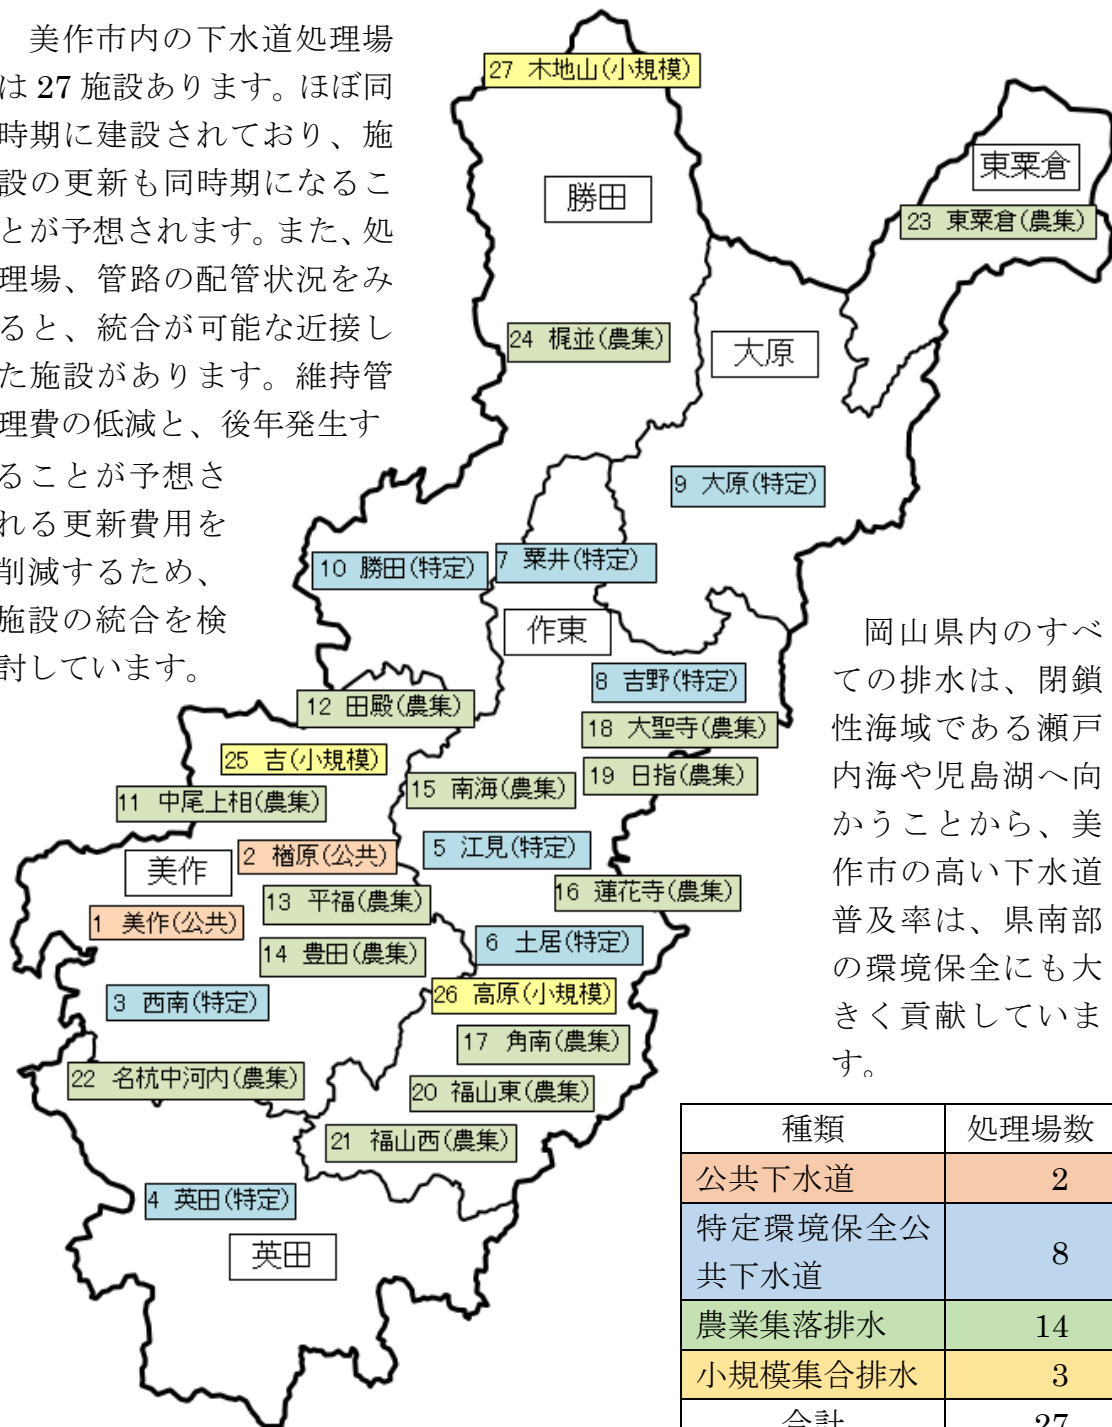 美作市内の下水道処理場
は 27 施設あります。ほぼ同
時期に建設されており、施
設の更新も同時期になるこ
とが予想されます。また、処
理場、管路の配管状況をみ
ると、統合が可能な近接し
た施設があります。維持管
理費の低減と、後年発生す
ることが予想さ
れる更新費用を
削減するため、
施設の統合を検
討しています。
27 木地山(小規模)
東粟倉
勝田
23 東粟倉(農集)
24 梶並(農集)
大原
9 大原(特定)
10 勝田(特定)
7 粟井(特定)
作東
8 吉野(特定)
12 田殿(農集)
18 大聖寺(農集)
25 吉(小規模)
19 日指(農集)
15 南海(農集)
11 中尾上相(農集)
2 楢原(公共)
5 江見(特定)
美作
16 蓮花寺(農集)
13 平福(農集)
1 美作(公共)
14 豊田(農集)
6 土居(特定)
3 西南(特定)
26 高原(小規模)
17 角南(農集)
22 名杭中河内(農集)
20 福山東(農集)
21 福山西(農集)
4 英田(特定)
英田
岡山県内のすべ
ての排水は、閉鎖
性海域である瀬戸
内海や児島湖へ向
かうことから、美
作市の高い下水道
普及率は、県南部
の環境保全にも大
きく貢献していま
す。
種類 処理場数
公共下水道 2
特定環境保全公
共下水道 8
農業集落排水 14
小規模集合排水 3
合計 27